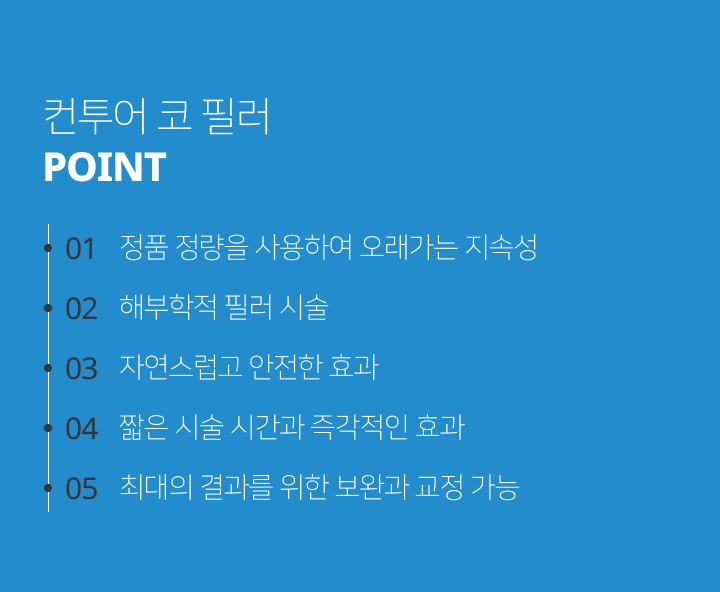 컨투어 코 필러
POINT
01 정품 정량을 사용하여 오래가는 지속성
02 해부학적 필러 시술
03 자연스럽고 안전한 효과
04 짧은 시술 시간과 즉각적인 효과
05 최대의 결과를 위한 보완과 교정 가능